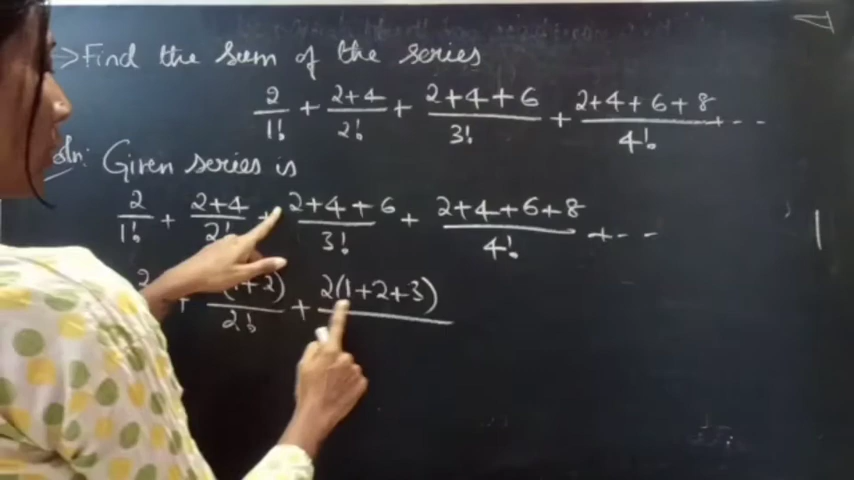 ⇒ Find the sum of the series
2/1! + 2+4/2! + 2+4+6/3! + 2+4+6+8/4! + ...
Soln: Given series is
2/1! + 2+4/2! + 2+4+6/3! + 2+4+6+8/4! + ...
2 + (1+2)/2! + 2(1+2+3)